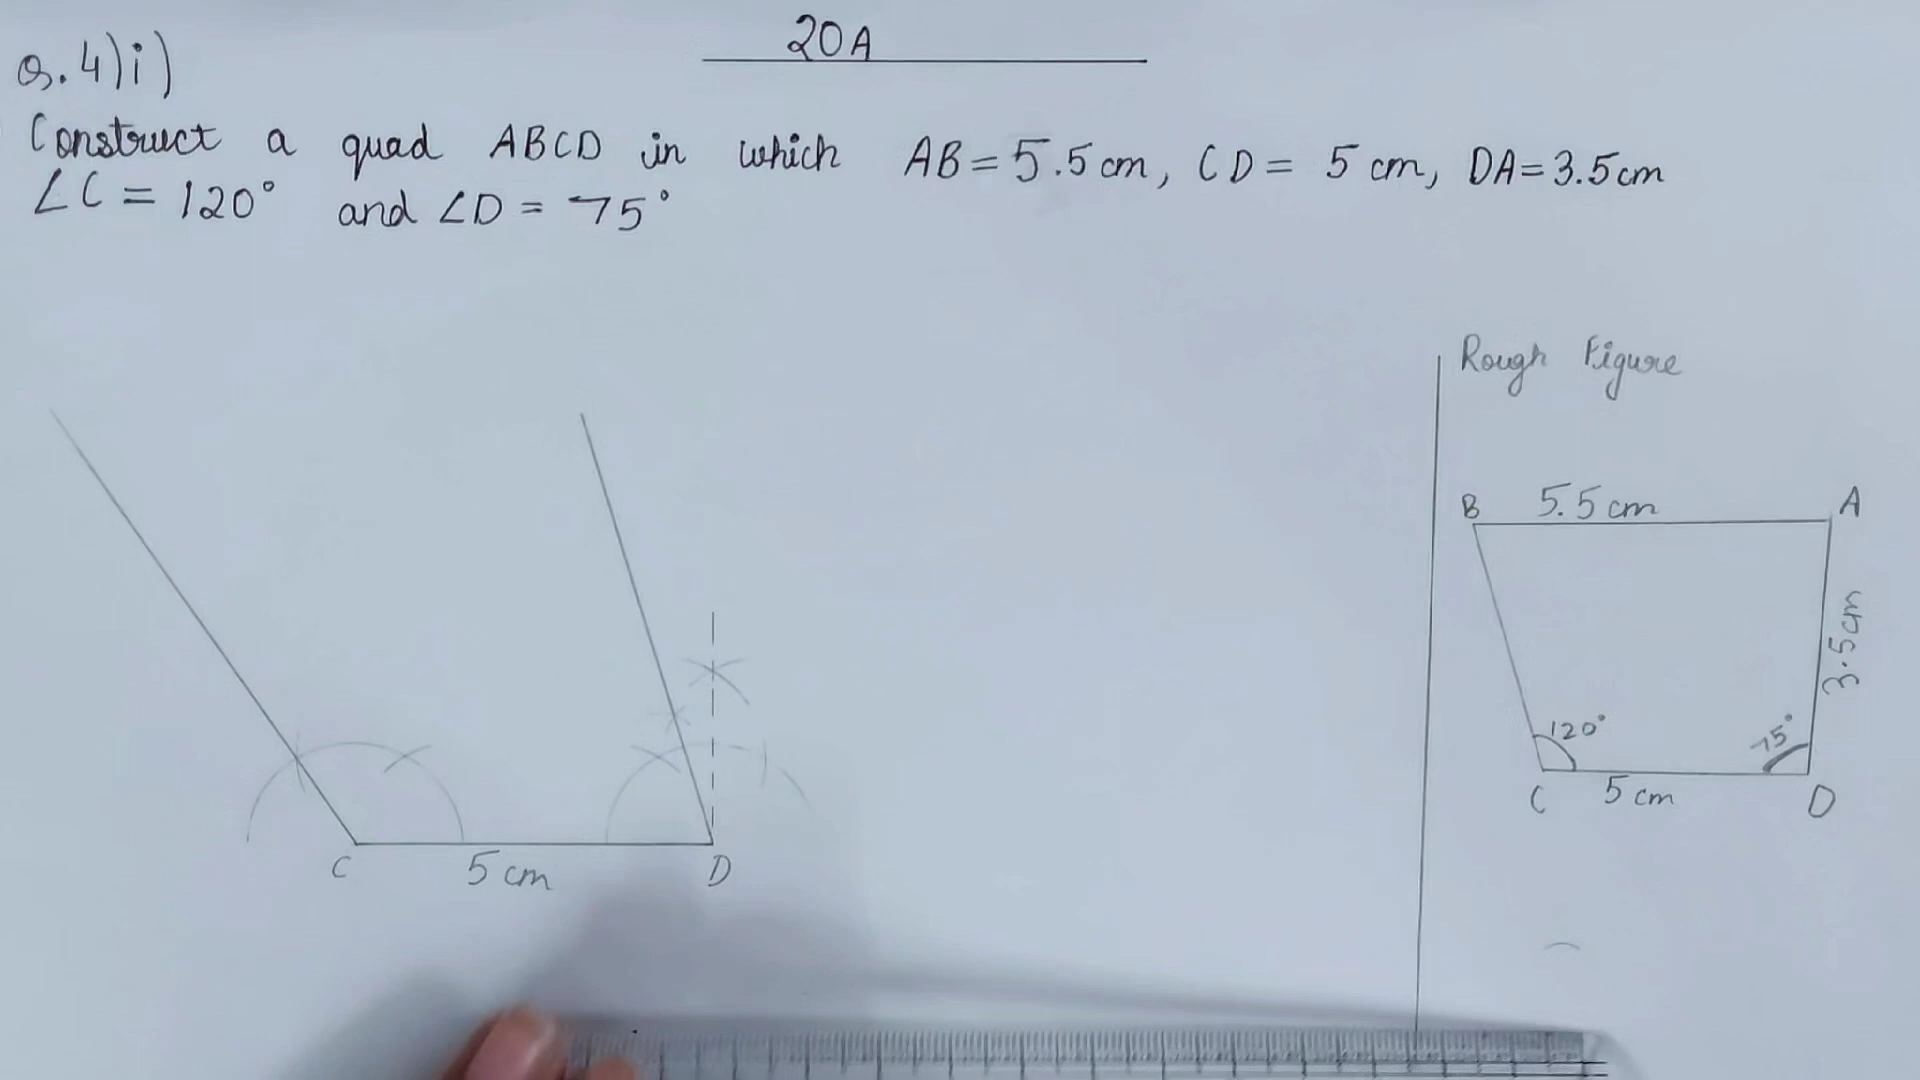 20A
Q.4)i)
Construct a quad ABCD in which AB = 5.5 cm, CD = 5 cm, DA = 3.5 cm
∠C = 120° and ∠D = 75°
Rough Figure
B 5.5 cm A
3.5 cm
120° 75°
C 5 cm D
C 5 cm D